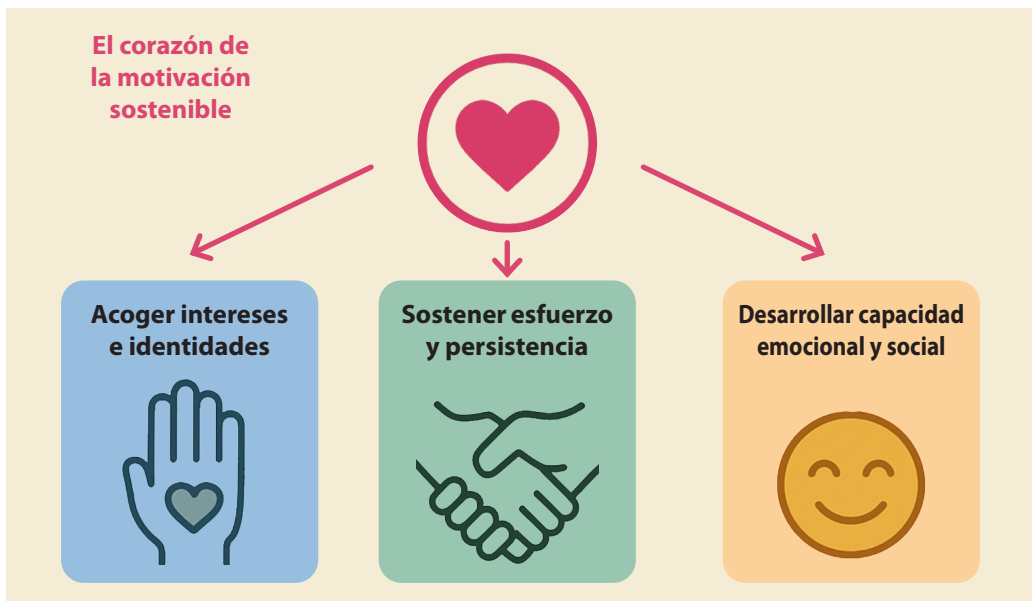 El corazón de
la motivación
sostenible
Acoger intereses
e identidades
Sostener esfuerzo
y persistencia
Desarrollar capacidad
emocional y social